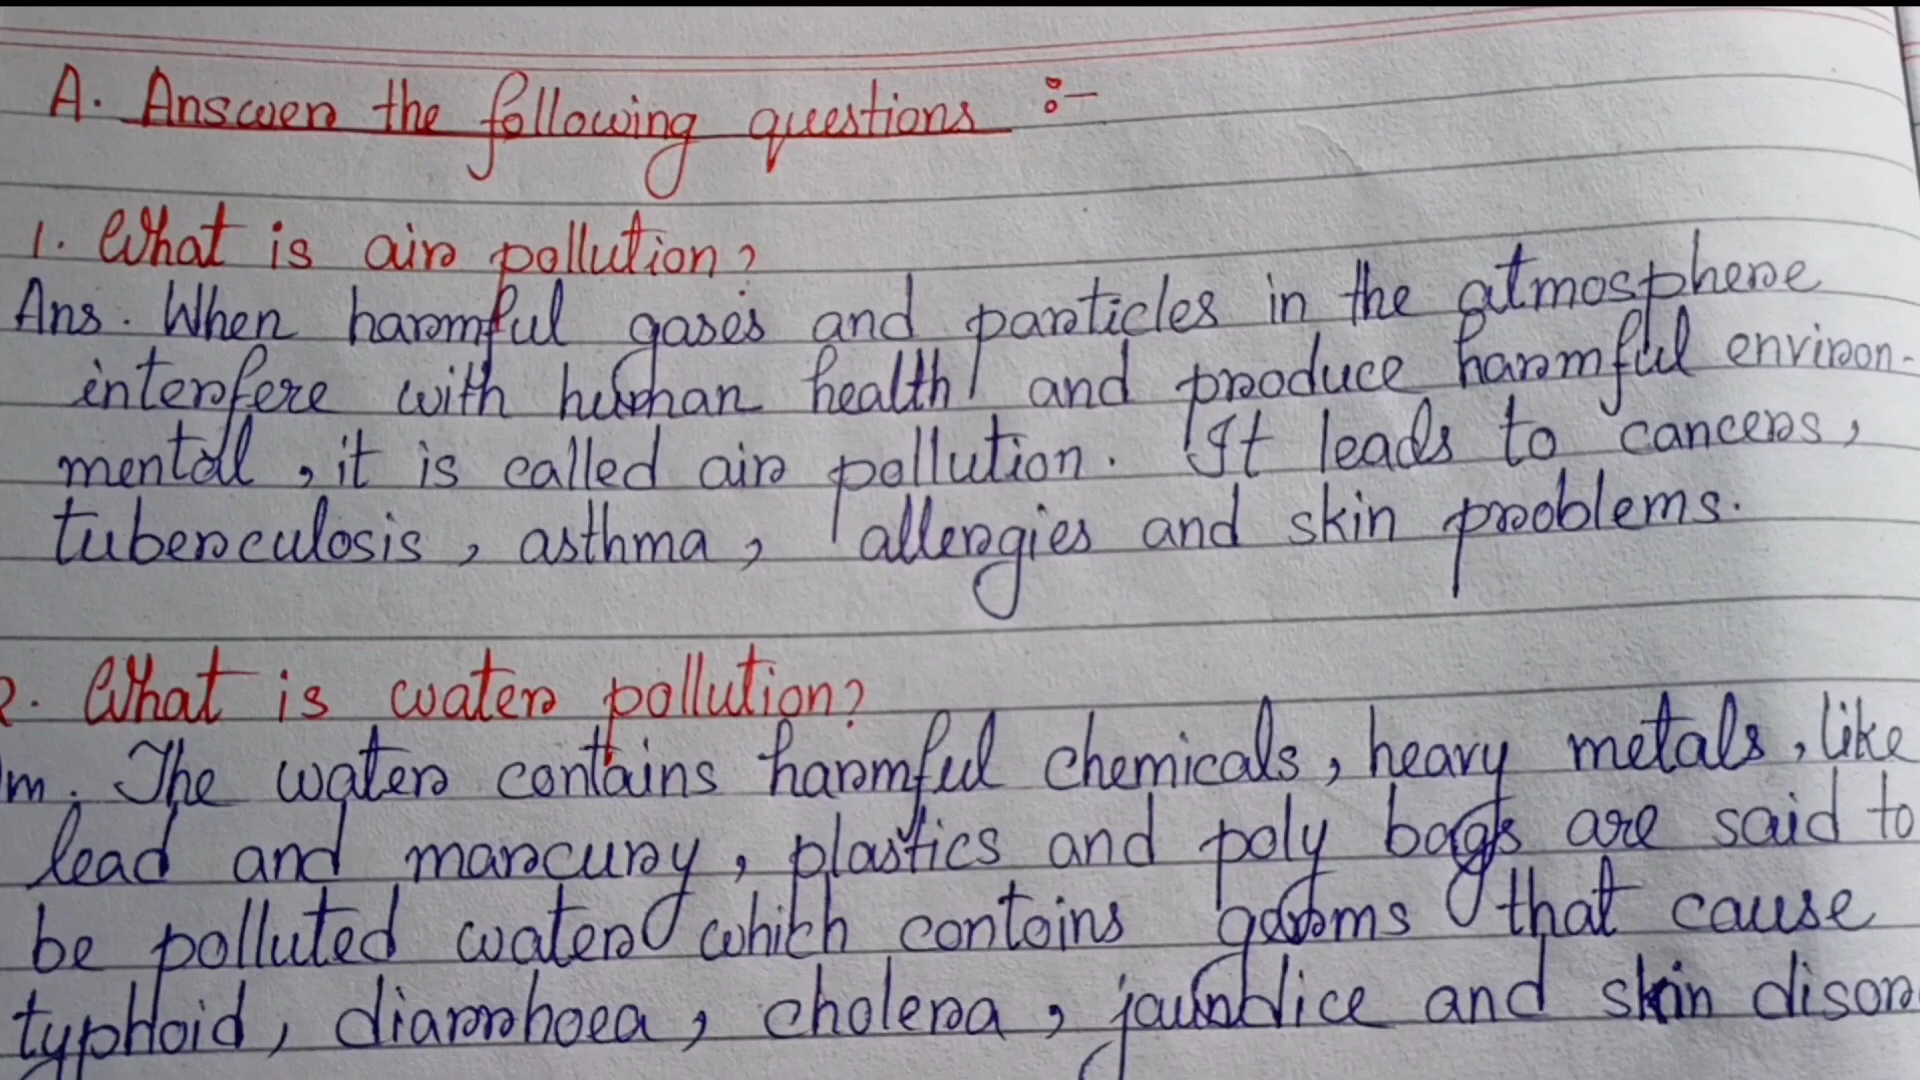 A. Answer the following questions :-
1. What is air pollution?
Ans. When harmful gases and particles in the atmosphere
interfere with human health and produce harmful environ-
mental, it is called air pollution. It leads to cancers,
tuberculosis, asthma, allergies and skin problems.
2. What is water pollution?
The water contains harmful chemicals, heavy metals, like
lead and marcury, plastics and poly bags are said to
be polluted water which contains germs that cause
typhoid, diarrhoea, cholera, jaundice and skin disor